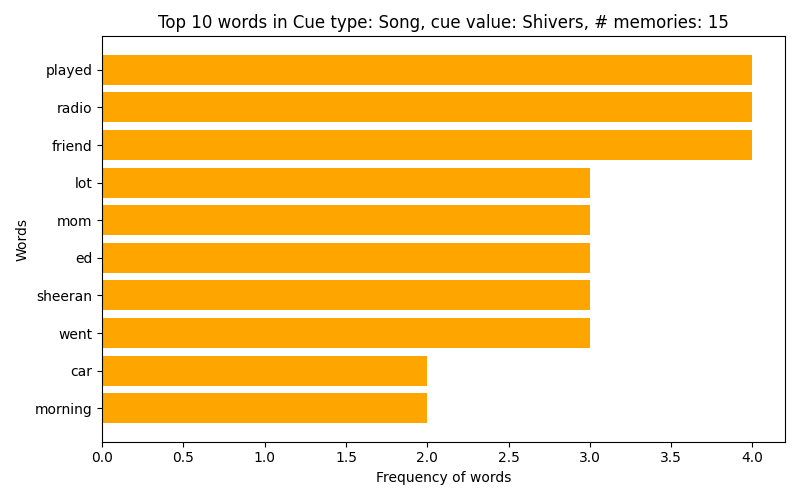 Top 10 words in Cue type: Song, cue value: Shivers, # memories: 15
played
radio
friend
lot
mom
ed
sheeran
went
car
morning
Words
0.0 0.5 1.0 1.5 2.0 2.5 3.0 3.5 4.0
Frequency of words